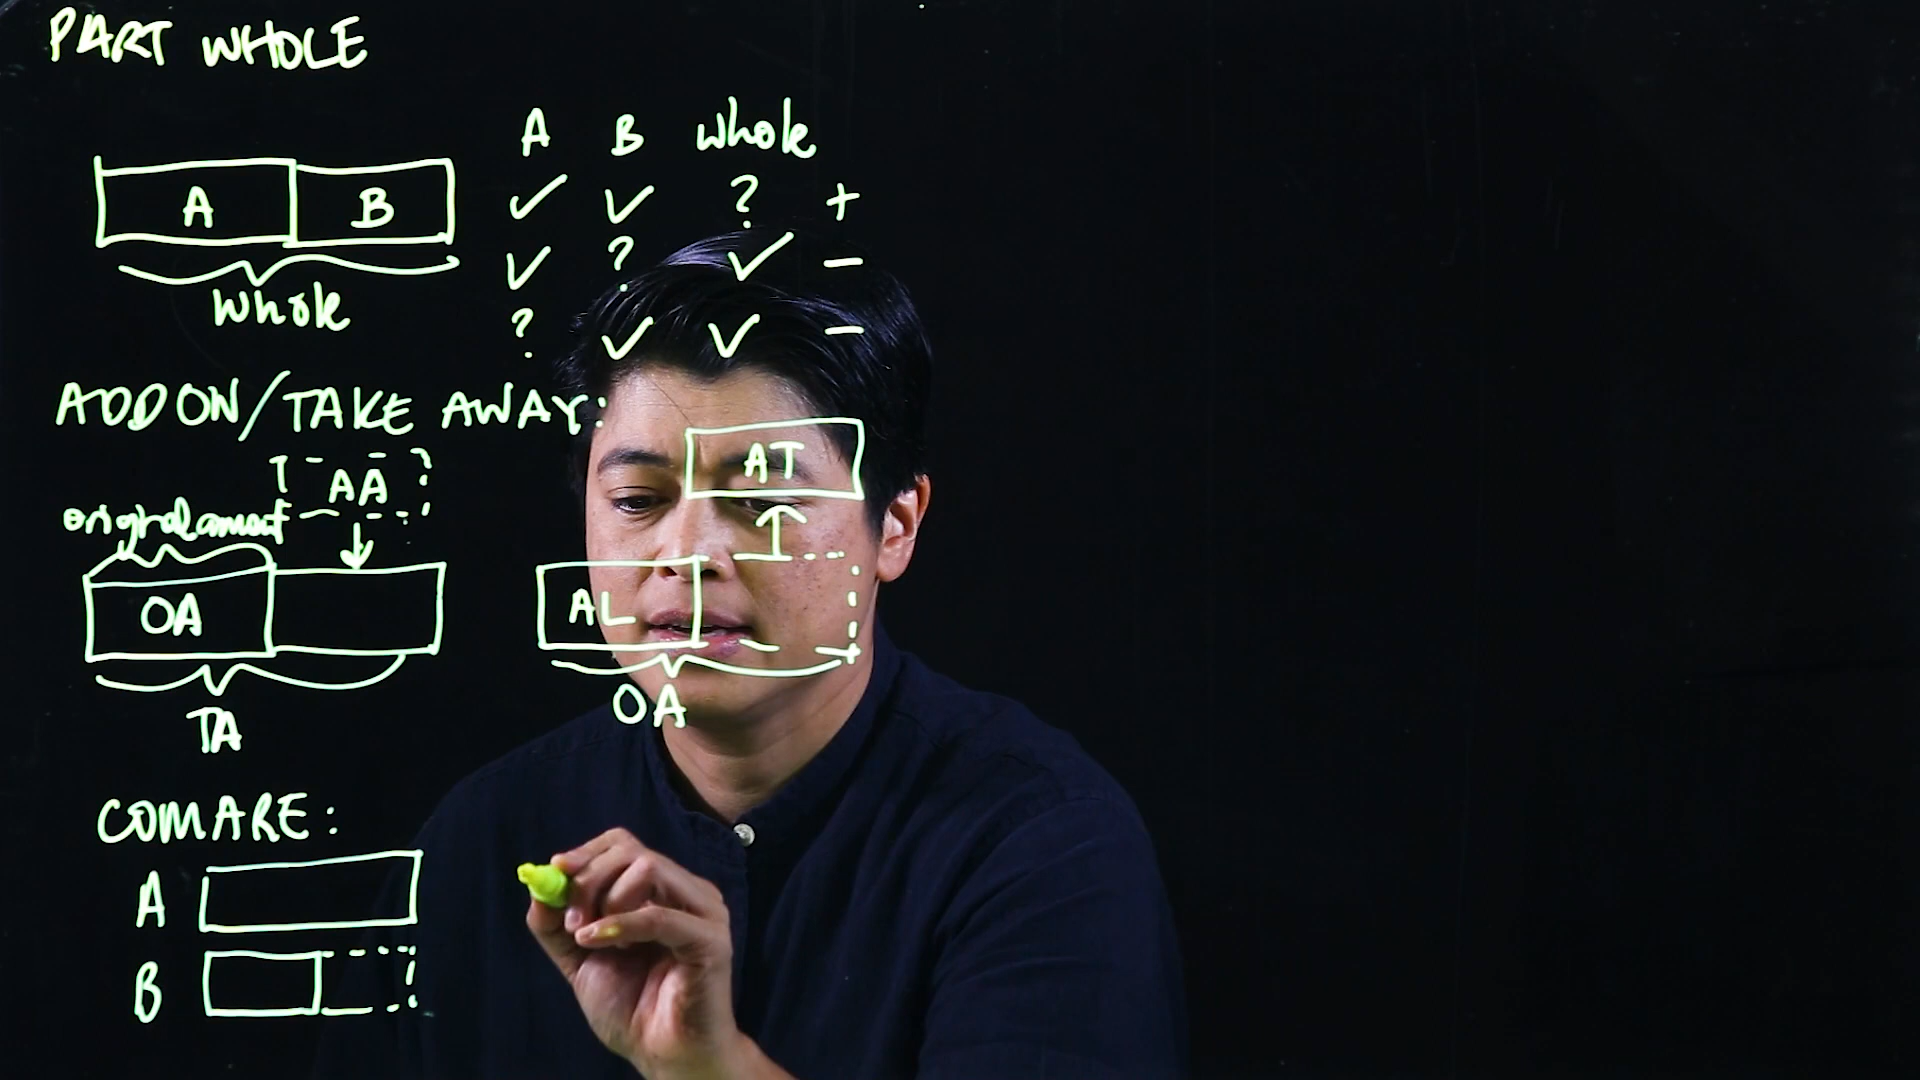 PART WHOLE
A B whole
A B ✓ ✓ ? +
✓ ? ✓ -
whole
? ✓ ✓ -
ADD ON/TAKE AWAY:
AT
AA
original amount
OA
AL
TA
OA
COMARE:
A
B